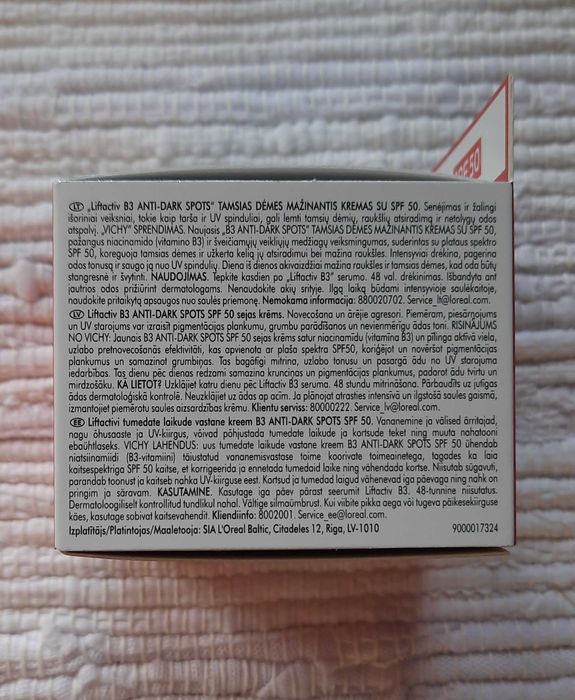 SPF 50
LT „Liftactiv B3 ANTI-DARK SPOTS" TAMSIAS DĖMES MAŽINANTIS KREMAS SU SPF 50. Senėjimas ir žalingi
išoriniai veiksniai, tokie kaip tarša ir UV spinduliai, gali lemti tamsių dėmių, raukšlių atsiradimą ir netolygų odos
atspalvį. „VICHY" SPRENDIMAS. Naujasis „B3 ANTI-DARK SPOTS" TAMSIAS DĖMES MAŽINANTIS KREMAS SU SPF 50,
pažangus niacinamido (vitamino B3) ir šveičiamųjų veikliųjų medžiagų veiksmingumas, suderintas su plataus spektro
SPF 50, koreguoja tamsias dėmes ir užkerta kelią jų atsiradimui bei mažina raukšles. Intensyviai drėkina, pagerina
odos tonusą ir saugo ją nuo UV spindulių. Diena iš dienos akivaizdžiai mažina raukšles ir tamsias dėmes, kad oda būtų
stangresnė ir švytinti. NAUDOJIMAS. Tepkite kasdien po „Liftactiv B3" serumo. 48 val. drėkinimas. Išbandyta ant
jautrios odos prižiūrint dermatologams. Nenaudokite akių srityje. Ilgą laiką būdami intensyvioje saulėkaitoje,
naudokite pritaikytą apsaugos nuo saulės priemonę. Nemokama informacija: 880020702. Service_lt@loreal.com.
LV Liftactiv B3 ANTI-DARK SPOTS SPF 50 sejas krēms. Novecošana un ārējie agresori. Piemēram, piesārņojums
un UV starojums var izraisīt pigmentācijas plankumu, grumbu parādīšanos un nevienmērīgu ādas toni. RISINĀJUMS
NO VICHY: Jaunais B3 ANTI-DARK SPOTS SPF 50 sejas krēms satur niacinamīdu (vitamīnu B3) un pīlinga aktīvā viela,
uzlabo pretnovecošanās efektivitāti, kas apvienota ar plaša spektra SPF50, koriģējot un novēršot pigmentācijas
plankumus un samazinot grumbiņas. Tas bagātīgi mitrina, uzlabo tonusu un pasargā ādu no UV starojuma
iedarbības. Tas dienu pēc dienas redzami samazina krunciņas un pigmentācijas plankumus, padarot ādu tvirtu un
mirdzošāku. KĀ LIETOT? Uzklājiet katru dienu pēc Liftactiv B3 seruma. 48 stundu mitrināšana. Pārbaudīts uz jutīgas
ādas dermatoloģiskā kontrolē. Neuzklājiet uz ādas ap acīm. Ja plānojat atrasties intensīvā un ilgstošā saules gaismā,
izmantojiet piemērotu saules aizsardzības krēmu. Klientu serviss: 80000222. Service_lv@loreal.com.
EE Liftactivi tumedate laikude vastane kreem B3 ANTI-DARK SPOTS SPF 50. Vananemine ja välised ärritajad,
nagu õhusaaste ja UV-kiirgus, võivad põhjustada tumedate laikude ja kortsude teket ning muuta nahatooni
ebaühtlaseks. VICHY LAHENDUS: uus tumedate laikude vastane kreem B3 ANTI-DARK SPOTS SPF 50 ühendab
niatsiinamiidi (B3-vitamiini) täiustatud vananemisvastase toime koorivate toimeainetega, tagades ka laia
kaitsespektriga SPF 50 kaitse, et korrigeerida ja ennetada tumedaid laike ning vähendada kortse. Niisutab sügavuti,
parandab toonust ja kaitseb nahka UV-kiirguse eest. Kortsud ja tumedad laigud vähenevad iga päevaga ning nahk on
pringim ja säravam. KASUTAMINE. Kasutage iga päev pärast seerumit Liftactiv B3. 48-tunnine niisutatus.
Dermatoloogiliselt kontrollitud tundlikul nahal. Vältige silmaümbrust. Kui viibite pikka aega või tugeva päikesekiirguse
käes, kasutage sobivat kaitsevahendit. Kliendiinfo: 8002001. Service_ee@loreal.com.
Izplatītājs/Platintojas/Maaletooja: SIA L'Oreal Baltic, Citadeles 12, Riga, LV-1010
9000017324